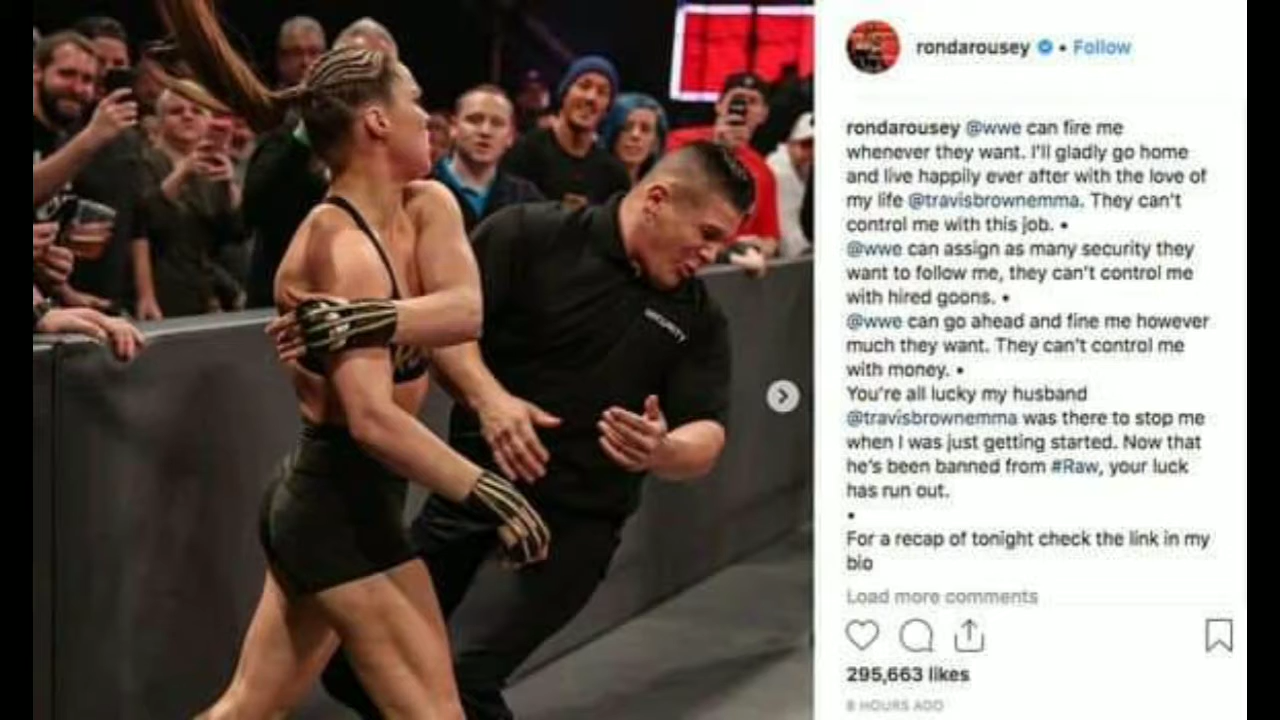 SECURITY
rondarousey • Follow
rondarousey @wwe can fire me
whenever they want. I'll gladly go home
and live happily ever after with the love of
my life @travisbrownemma. They can't
control me with this job. •
@wwe can assign as many security they
want to follow me, they can't control me
with hired goons. •
@wwe can go ahead and fine me however
much they want. They can't control me
with money. •
You're all lucky my husband
@travisbrownemma was there to stop me
when I was just getting started. Now that
he's been banned from #Raw, your luck
has run out.
•
For a recap of tonight check the link in my
bio
Load more comments
295,663 likes
8 HOURS AGO